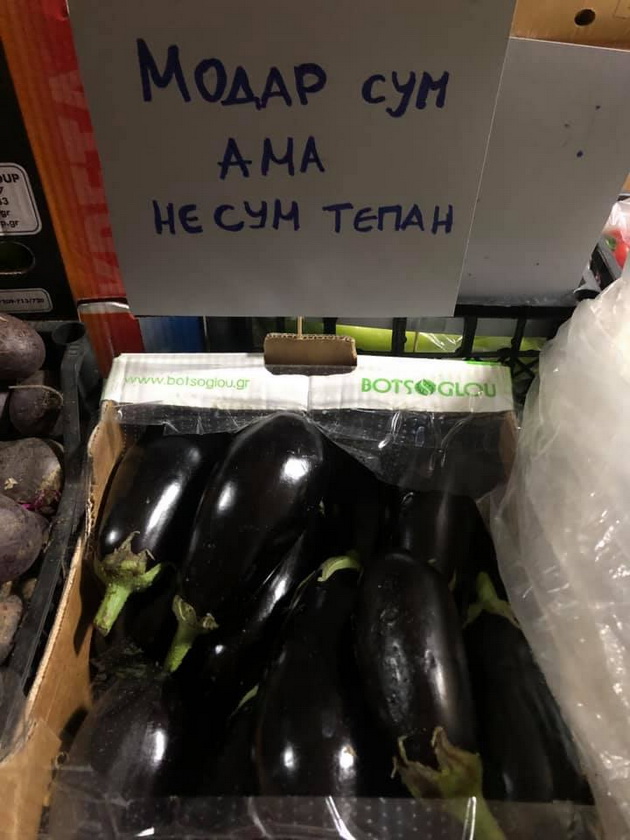 МОДАР СУМ
АМА
НЕ СУМ ТЕПАН
www.botsoglou.gr
BOTSOGLOU